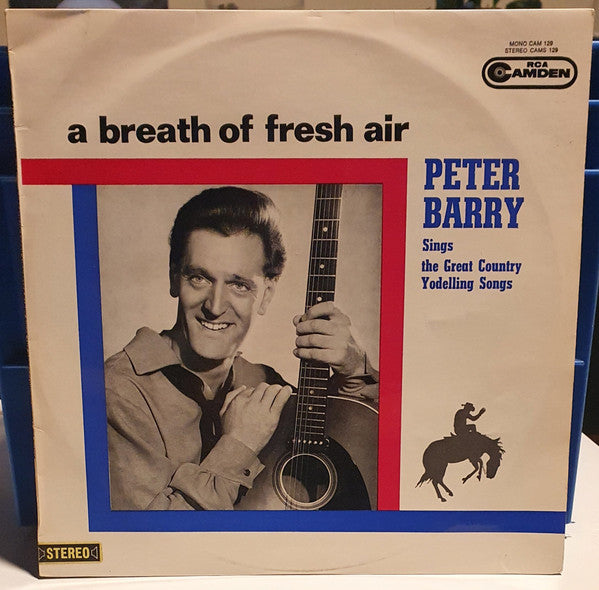 MONO CAM 129
STEREO CAMS 129
RCA
CAMDEN
a breath of fresh air
PETER
BARRY
Sings
the Great Country
Yodelling Songs
STEREO